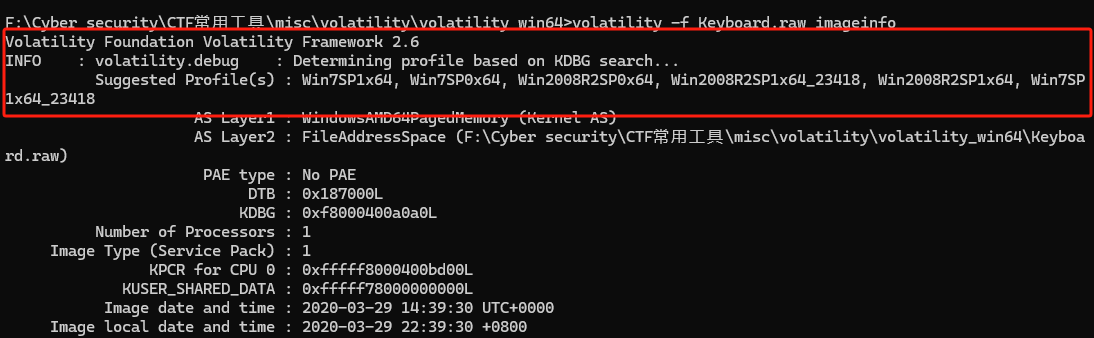 F:\Cyber security\CTF常用工具\misc\volatility\volatility_win64>volatility -f Keyboard.raw imageinfo
Volatility Foundation Volatility Framework 2.6
INFO    : volatility.debug    : Determining profile based on KDBG search...
          Suggested Profile(s) : Win7SP1x64, Win7SP0x64, Win2008R2SP0x64, Win2008R2SP1x64_23418, Win2008R2SP1x64, Win7SP
1x64_23418
                     AS Layer1 : WindowsAMD64PagedMemory (Kernel AS)
                     AS Layer2 : FileAddressSpace (F:\Cyber security\CTF常用工具\misc\volatility\volatility_win64\Keyboa
rd.raw)
                      PAE type : No PAE
                           DTB : 0x187000L
                          KDBG : 0xf8000400a0a0L
          Number of Processors : 1
     Image Type (Service Pack) : 1
                KPCR for CPU 0 : 0xfffff8000400bd00L
             KUSER_SHARED_DATA : 0xfffff78000000000L
           Image date and time : 2020-03-29 14:39:30 UTC+0000
     Image local date and time : 2020-03-29 22:39:30 +0800